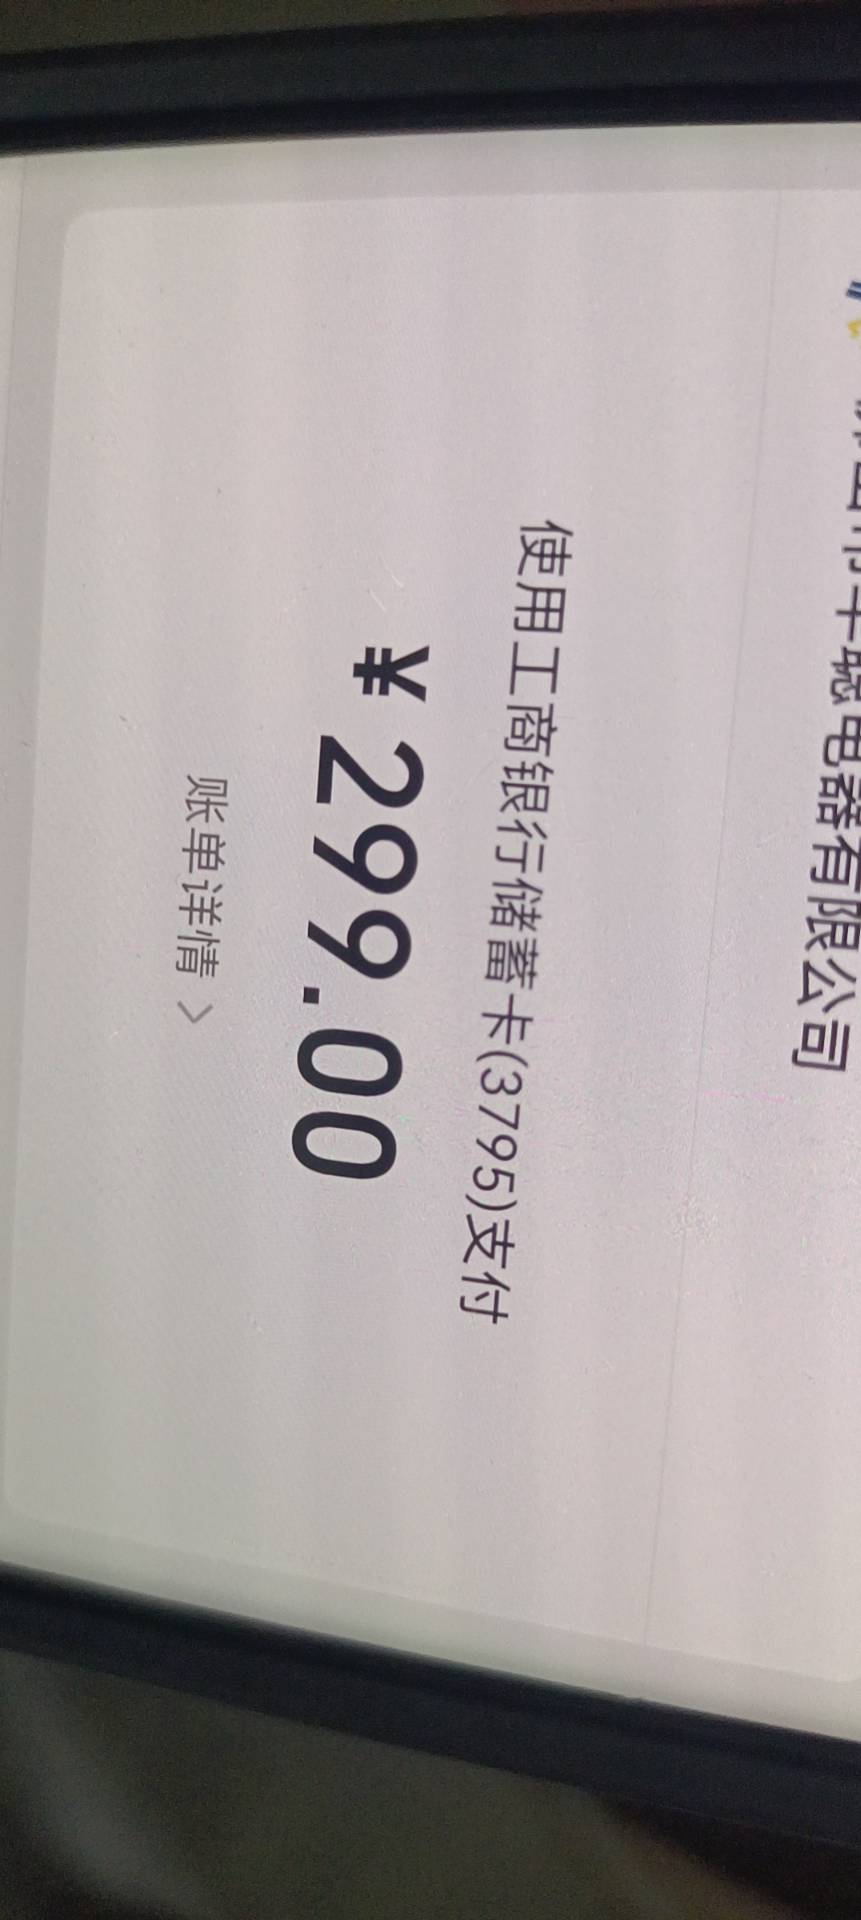 电器有限公司
使用工商银行储蓄卡(3795)支付
¥299.00
账单详情 >